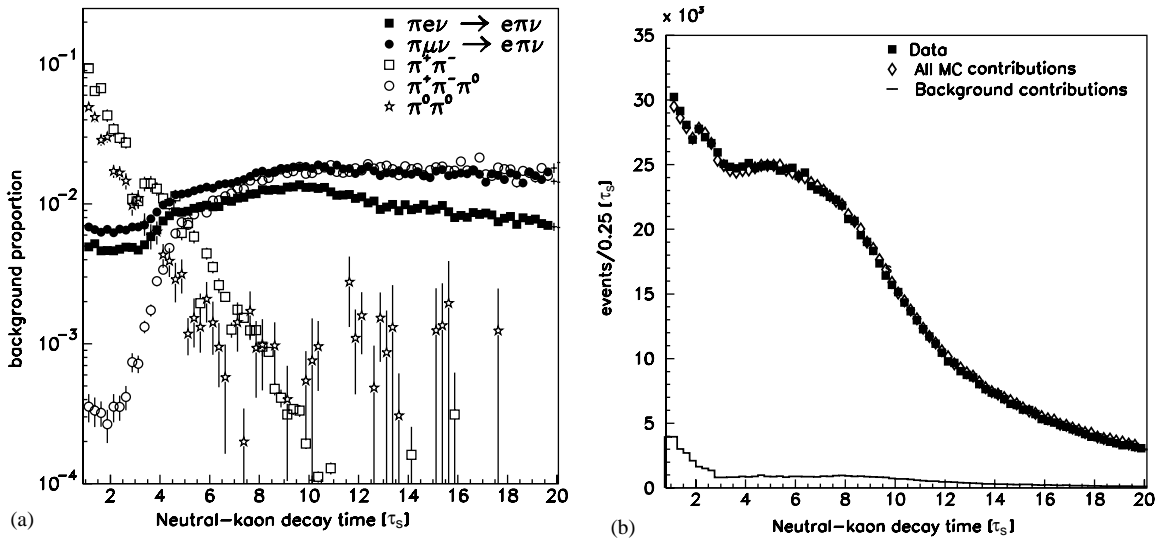 πeν → eπν
πμν → eπν
π⁺π⁻
π⁺π⁻π⁰
π⁰π⁰
background proportion
10⁻¹
10⁻²
10⁻³
10⁻⁴
2 4 6 8 10 12 14 16 18 20
Neutral-kaon decay time [τS]
(a)
x 10³
Data
All MC contributions
Background contributions
events/0.25 [τS]
35
30
25
20
15
10
5
0
2 4 6 8 10 12 14 16 18 20
Neutral-kaon decay time [τS]
(b)